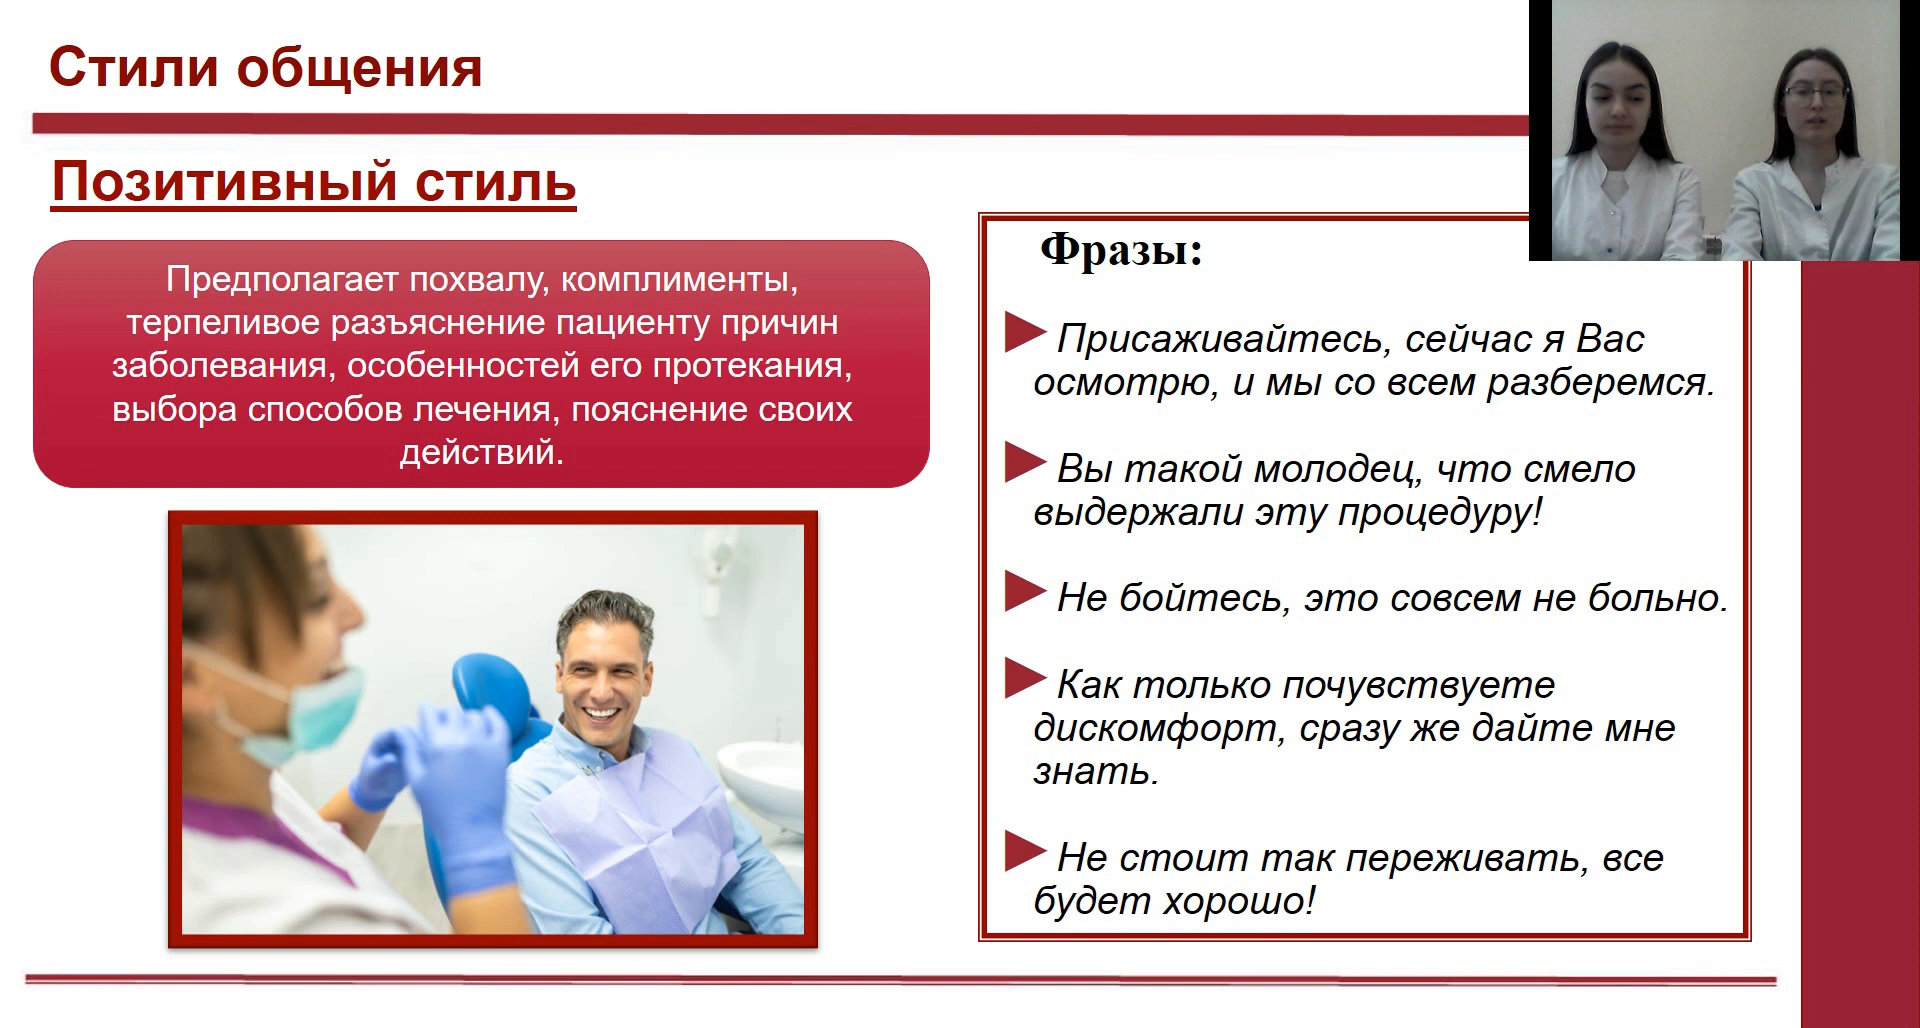 Стили общения
Позитивный стиль
Предполагает похвалу, комплименты,
терпеливое разъяснение пациенту причин
заболевания, особенностей его протекания,
выбора способов лечения, пояснение своих
действий.
Фразы:
Присаживайтесь, сейчас я Вас
осмотрю, и мы со всем разберемся.
Вы такой молодец, что смело
выдержали эту процедуру!
Не бойтесь, это совсем не больно.
Как только почувствуете
дискомфорт, сразу же дайте мне
знать.
Не стоит так переживать, все
будет хорошо!